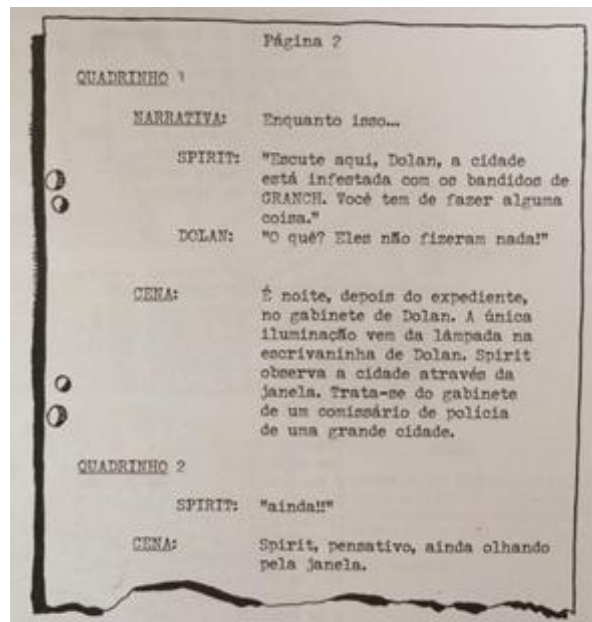 Página 2
QUADRINHO 1
NARRATIVA: Enquanto isso...
SPIRIT: "Escute aqui, Dolan, a cidade
está infestada com os bandidos de
GRANCH. Você tem de fazer alguma
coisa."
DOLAN: "O quê? Eles não fizeram nada!"
CENA: É noite, depois do expediente,
no gabinete de Dolan. A única
iluminação vem da lâmpada na
escrivaninha de Dolan. Spirit
observa a cidade através da
janela. Trata-se do gabinete
de um comissário de polícia
de uma grande cidade.
QUADRINHO 2
SPIRIT: "ainda!!"
CENA: Spirit, pensativo, ainda olhando
pela janela.